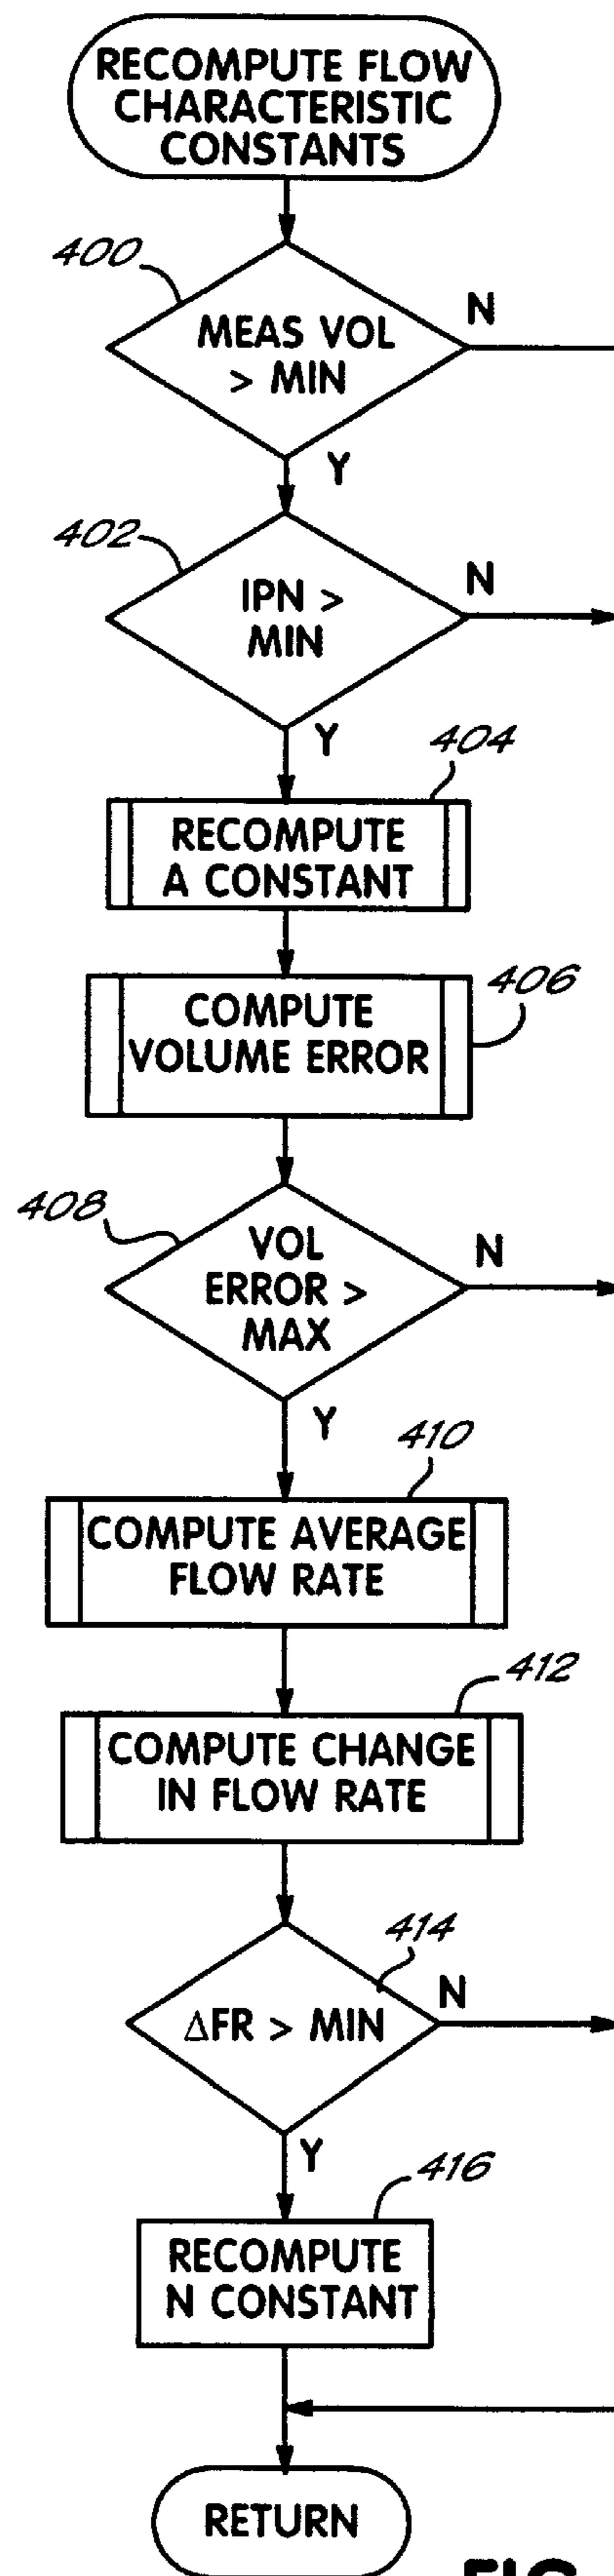 RECOMPUTE FLOW
CHARACTERISTIC
CONSTANTS
400
N
MEAS VOL
> MIN
Y
402
N
IPN >
MIN
Y
404
RECOMPUTE
A CONSTANT
406
COMPUTE
VOLUME ERROR
408
N
VOL
ERROR >
MAX
Y
410
COMPUTE AVERAGE
FLOW RATE
412
COMPUTE CHANGE
IN FLOW RATE
414
N
ΔFR > MIN
Y
416
RECOMPUTE
N CONSTANT
RETURN
FIG